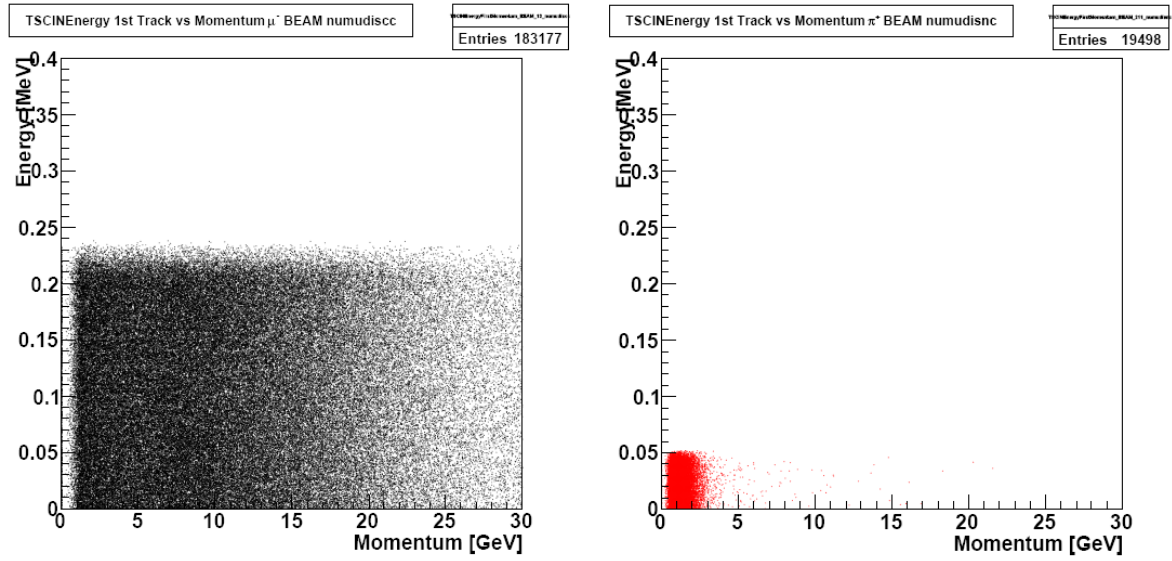 TSCINEnergy 1st Track vs Momentum μ⁻ BEAM numudiscc
Entries 183177
Energy [MeV]
0.4
0.35
0.3
0.25
0.2
0.15
0.1
0.05
0
0 5 10 15 20 25 30
Momentum [GeV]
TSCINEnergy 1st Track vs Momentum π⁺ BEAM numudisnc
Entries 19498
Energy [MeV]
0.4
0.35
0.3
0.25
0.2
0.15
0.1
0.05
0
0 5 10 15 20 25 30
Momentum [GeV]